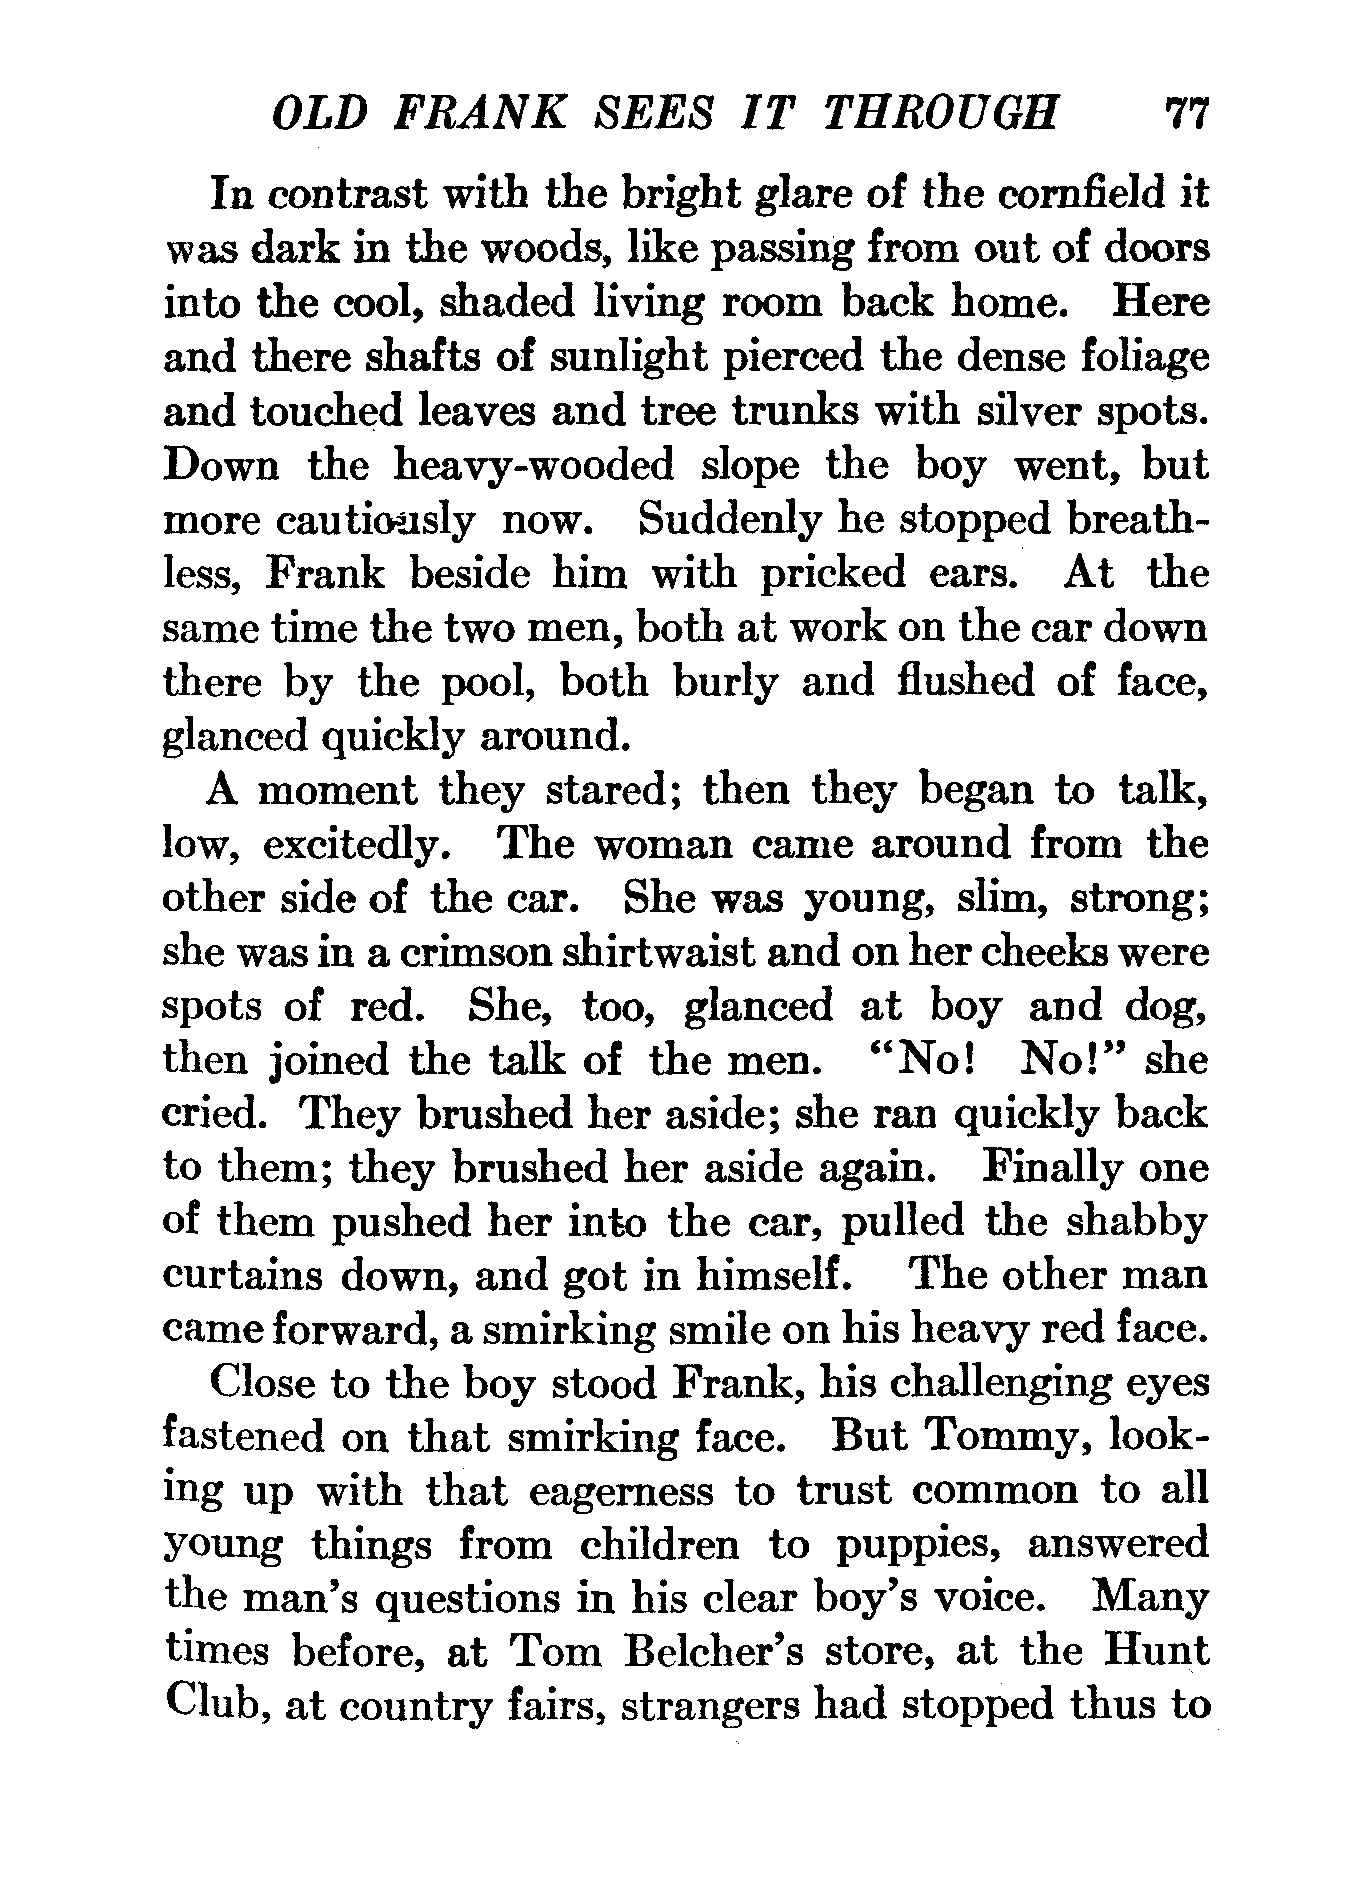 OLD FRANK SEES IT THROUGH 77
In contrast with the bright glare of the cornfield it
was dark in the woods, like passing from out of doors
into the cool, shaded living room back home. Here
and there shafts of sunlight pierced the dense foliage
and touched leaves and tree trunks with silver spots.
Down the heavy-wooded slope the boy went, but
more cautiously now. Suddenly he stopped breath-
less, Frank beside him with pricked ears. At the
same time the two men, both at work on the car down
there by the pool, both burly and flushed of face,
glanced quickly around.
A moment they stared; then they began to talk,
low, excitedly. The woman came around from the
other side of the car. She was young, slim, strong;
she was in a crimson shirtwaist and on her cheeks were
spots of red. She, too, glanced at boy and dog,
then joined the talk of the men. "No! No!" she
cried. They brushed her aside; she ran quickly back
to them; they brushed her aside again. Finally one
of them pushed her into the car, pulled the shabby
curtains down, and got in himself. The other man
came forward, a smirking smile on his heavy red face.
Close to the boy stood Frank, his challenging eyes
fastened on that smirking face. But Tommy, look-
ing up with that eagerness to trust common to all
young things from children to puppies, answered
the man's questions in his clear boy's voice. Many
times before, at Tom Belcher's store, at the Hunt
Club, at country fairs, strangers had stopped thus to